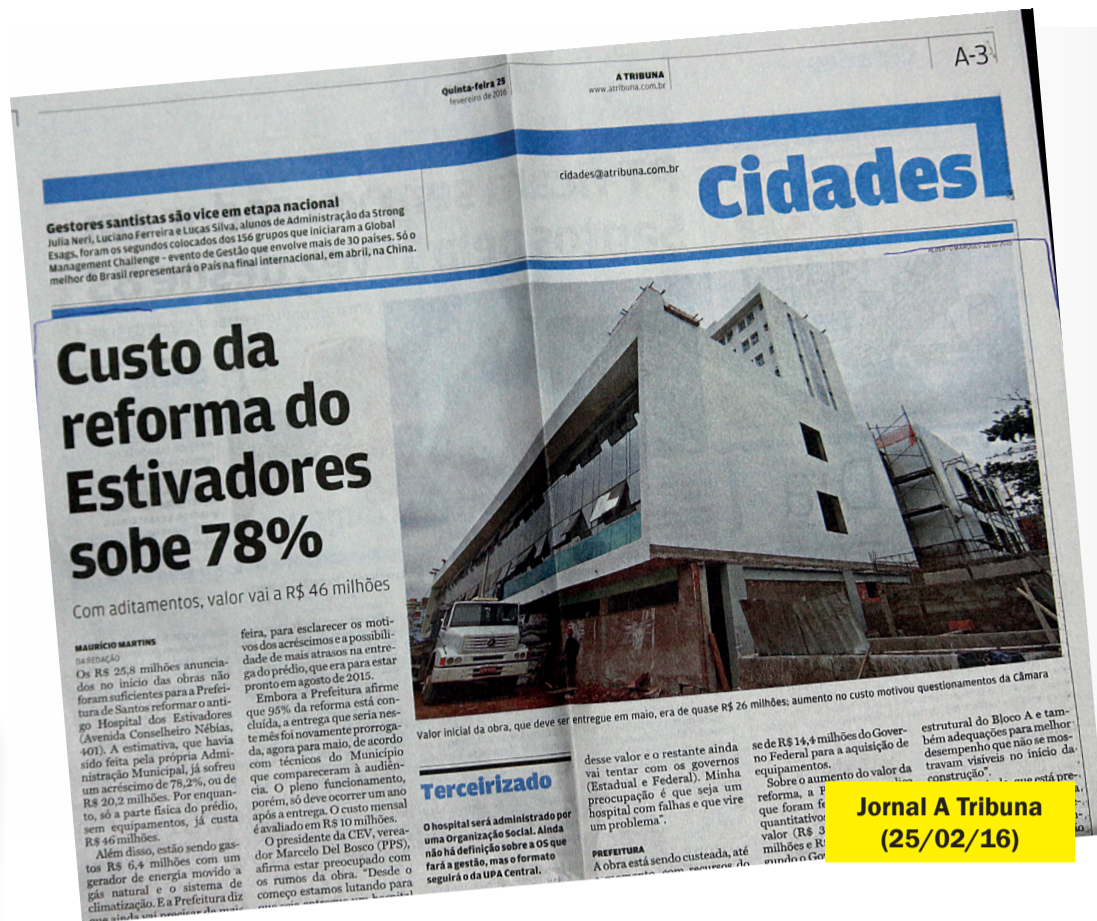 Quinta-feira 25
fevereiro de 2016
A TRIBUNA
www.atribuna.com.br
A-3
cidades@atribuna.com.br
Cidades
Gestores santistas são vice em etapa nacional
Julia Neri, Luciano Ferreira e Lucas Silva, alunos de Administração da Strong
Esags, foram os segundos colocados dos 156 grupos que iniciaram a Global
Management Challenge - evento de Gestão que envolve mais de 30 países. Só o
melhor do Brasil representará o País na final internacional, em abril, na China.
Custo da
reforma do
Estivadores
sobe 78%
Com aditamentos, valor vai a R$ 46 milhões
MAURÍCIO MARTINS
DA REDAÇÃO
Os R$ 25,8 milhões anuncia-
dos no início das obras não
foram suficientes para a Prefei-
tura de Santos reformar o anti-
go Hospital dos Estivadores
(Avenida Conselheiro Nébias,
401). A estimativa, que havia
sido feita pela própria Admi-
nistração Municipal, já sofreu
um acréscimo de 78,2%, ou de
R$ 20,2 milhões. Por enquan-
to, só a parte física do prédio,
sem equipamentos, já custa
R$ 46 milhões.
Além disso, estão sendo gas-
tos R$ 6,4 milhões com um
gerador de energia movido a
gás natural e o sistema de
climatização. E a Prefeitura diz
que ainda vai precisar de mais
feira, para esclarecer os moti-
vos dos acréscimos e a possibili-
dade de mais atrasos na entre-
ga do prédio, que era para estar
pronto em agosto de 2015.
Embora a Prefeitura afirme
que 95% da reforma está con-
cluída, a entrega que seria nes-
te mês foi novamente prorroga-
da, agora para maio, de acordo
com técnicos do Município
que compareceram à audiên-
cia. O pleno funcionamento,
porém, só deve ocorrer um ano
após a entrega. O custo mensal
é avaliado em R$ 10 milhões.
O presidente da CEV, verea-
dor Marcelo Del Bosco (PPS),
afirma estar preocupado com
os rumos da obra. "Desde o
começo estamos lutando para
Valor inicial da obra, que deve ser entregue em maio, era de quase R$ 26 milhões; aumento no custo motivou questionamentos da Câmara
Terceirizado
O hospital será administrado por
uma Organização Social. Ainda
não há definição sobre a OS que
fará a gestão, mas o formato
seguirá o da UPA Central.
desse valor e o restante ainda
vai tentar com os governos
(Estadual e Federal). Minha
preocupação é que seja um
hospital com falhas e que vire
um problema".
PREFEITURA
A obra está sendo custeada, até
se de R$ 14,4 milhões do Gover-
no Federal para a aquisição de
equipamentos.
Sobre o aumento do valor da
reforma, a
que foram
quantitativos
valor (R$
milhões e
estrutural do Bloco A e tam-
bém adequações para melhor
desempenho que não se mos-
travam visíveis no início da
construção".
Jornal A Tribuna
(25/02/16)